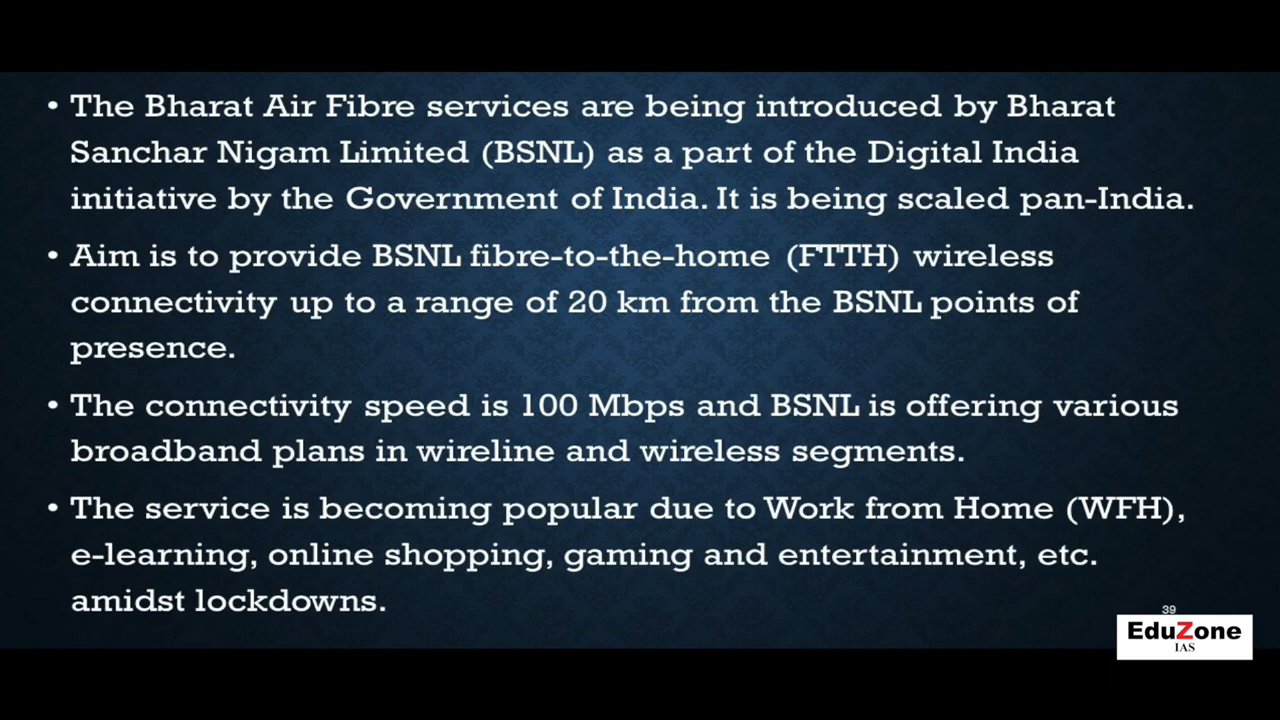 • The Bharat Air Fibre services are being introduced by Bharat
Sanchar Nigam Limited (BSNL) as a part of the Digital India
initiative by the Government of India. It is being scaled pan-India.
• Aim is to provide BSNL fibre-to-the-home (FTTH) wireless
connectivity up to a range of 20 km from the BSNL points of
presence.
• The connectivity speed is 100 Mbps and BSNL is offering various
broadband plans in wireline and wireless segments.
• The service is becoming popular due to Work from Home (WFH),
e-learning, online shopping, gaming and entertainment, etc.
amidst lockdowns.
39
EduZone
IAS